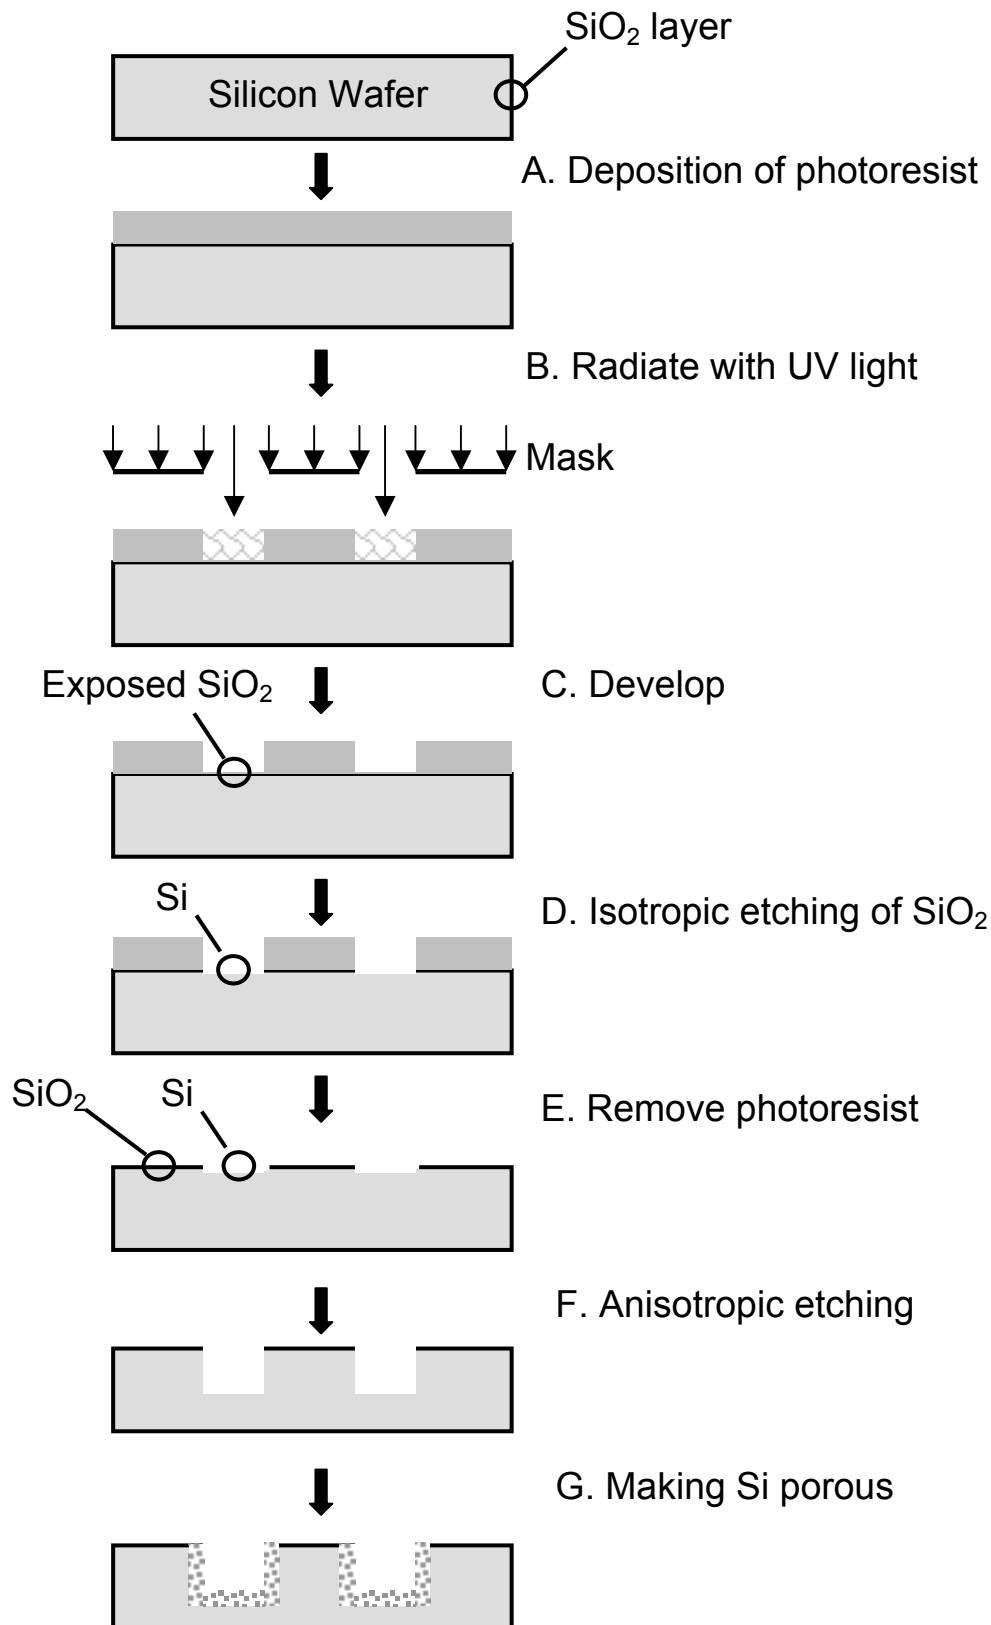 SiO₂ layer
Silicon Wafer
A. Deposition of photoresist
B. Radiate with UV light
Mask
Exposed SiO₂
C. Develop
Si
D. Isotropic etching of SiO₂
SiO₂
Si
E. Remove photoresist
F. Anisotropic etching
G. Making Si porous